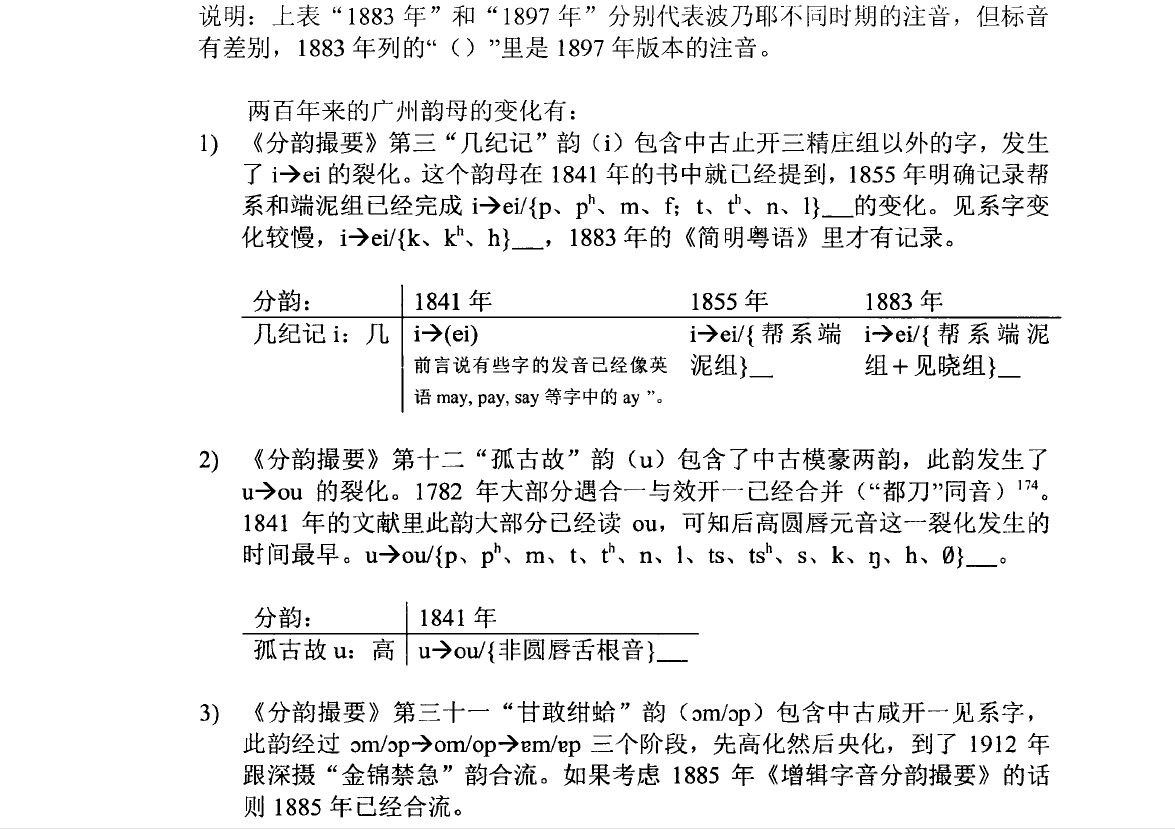 说明：上表“1883 年”和“1897 年”分别代表波乃耶不同时期的注音，但标音
有差别，1883 年列的“（）”里是 1897 年版本的注音。
两百年来的广州韵母的变化有：
1) 《分韵撮要》第三“几纪记”韵（i）包含中古止开三精庄组以外的字，发生
了 i→ei 的裂化。这个韵母在 1841 年的书中就已经提到，1855 年明确记录帮
系和端泥组已经完成 i→ei/{p、pʰ、m、f；t、tʰ、n、l}__的变化。见系字变
化较慢，i→ei/{k、kʰ、h}__，1883 年的《简明粤语》里才有记录。
分韵： 1841 年 1855 年 1883 年
几纪记 i：几 i→(ei) i→ei/{ 帮系端 i→ei/{ 帮系端泥
前言说有些字的发音已经像英 泥组}__ 组＋见晓组}__
语 may, pay, say 等字中的 ay ”。
2) 《分韵撮要》第十二“孤古故”韵（u）包含了中古模豪两韵，此韵发生了
u→ou 的裂化。1782 年大部分遇合一与效开一已经合并（“都刀”同音）¹⁷⁴。
1841 年的文献里此韵大部分已经读 ou，可知后高圆唇元音这一裂化发生的
时间最早。u→ou/{p、pʰ、m、t、tʰ、n、l、ts、tsʰ、s、k、ŋ、h、Ø}__。
分韵： 1841 年
孤古故 u：高 u→ou/{非圆唇舌根音}__
3) 《分韵撮要》第三十一“甘敢绀蛤”韵（ɔm/ɔp）包含中古咸开一见系字，
此韵经过 ɔm/ɔp→om/op→ɐm/ɐp 三个阶段，先高化然后央化，到了 1912 年
跟深摄“金锦禁急”韵合流。如果考虑 1885 年《增辑字音分韵撮要》的话
则 1885 年已经合流。